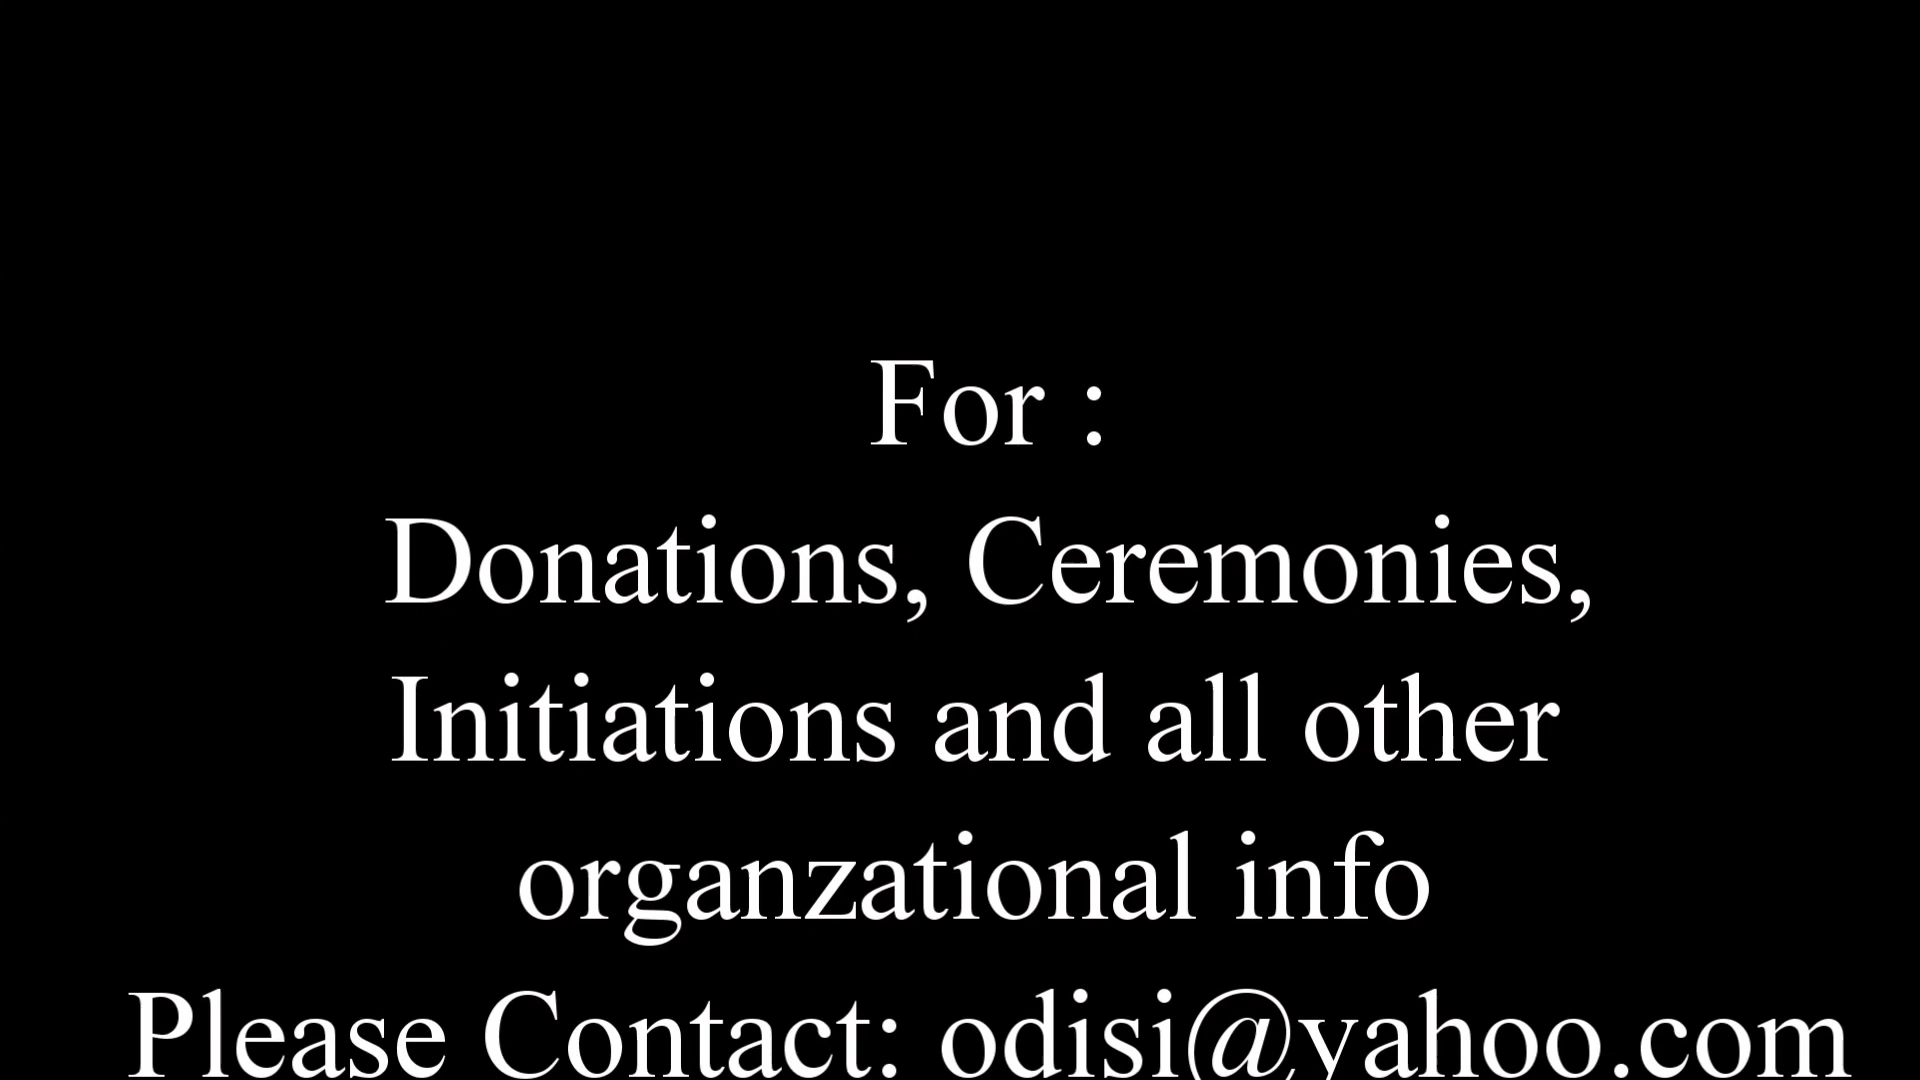 For :
Donations, Ceremonies,
Initiations and all other
organzational info
Please Contact: odisi@yahoo.com